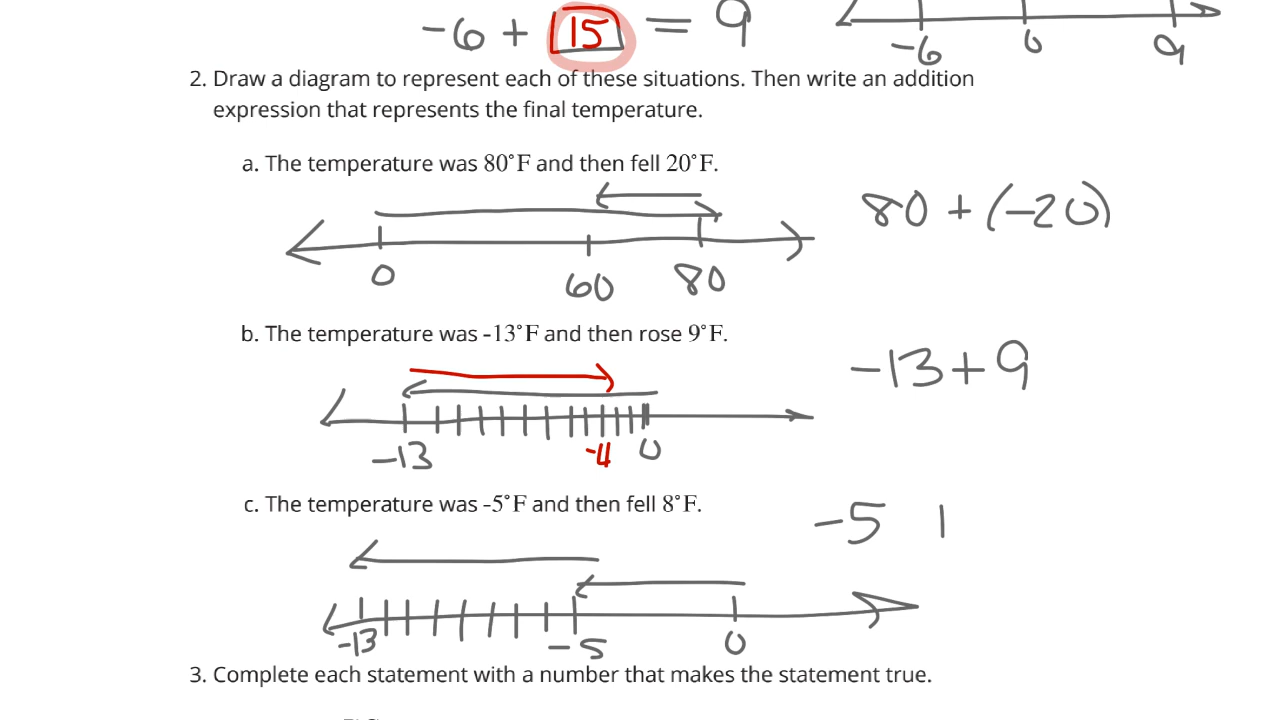 -6 + 15 = 9
-6 0 9
2. Draw a diagram to represent each of these situations. Then write an addition
expression that represents the final temperature.
a. The temperature was 80°F and then fell 20°F.
80 + (-20)
0 60 80
b. The temperature was -13°F and then rose 9°F.
-13 + 9
-13 -4 0
c. The temperature was -5°F and then fell 8°F.
-5 |
-13 -5 0
3. Complete each statement with a number that makes the statement true.